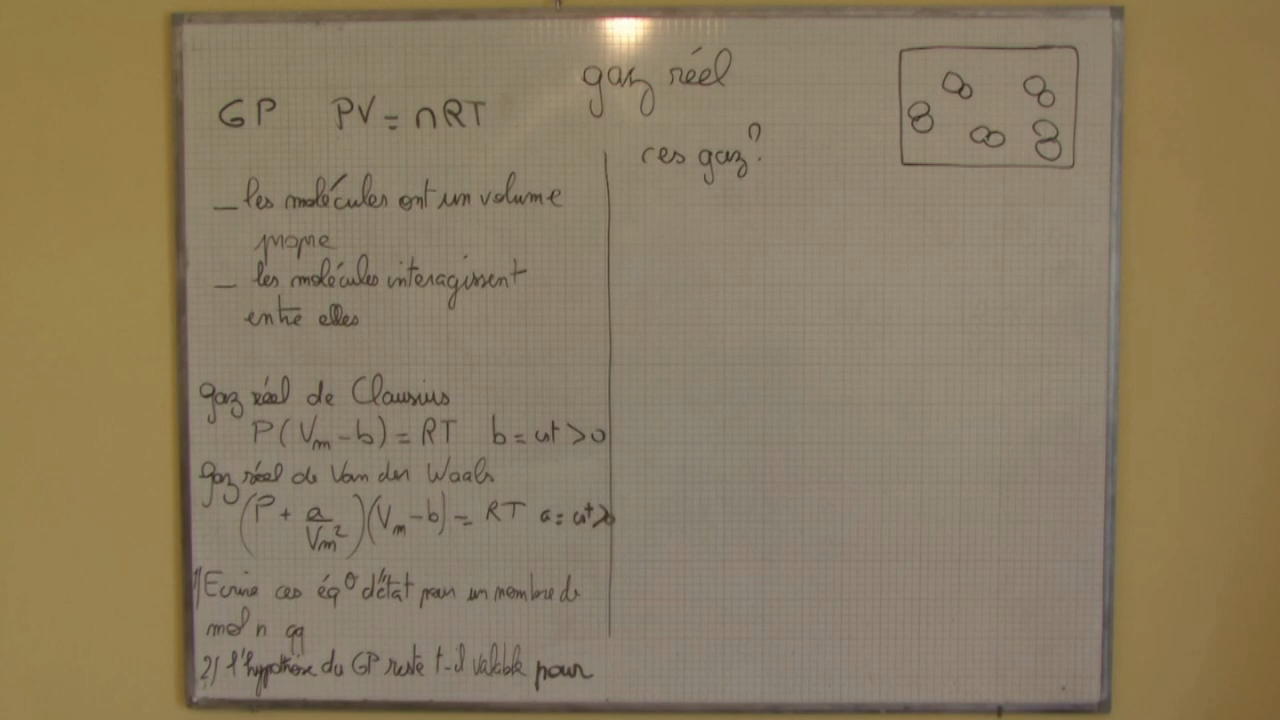 gaz réel
GP PV = nRT
_ les molécules ont un volume
propre
_ les molécules interagissent
entre elles
gaz réel de Clausius
P(Vm - b) = RT b = cst > 0
gaz réel de Van der Waals
(P + a/Vm²)(Vm - b) = RT a = cst > 0
1) Ecrire ces éq° d'état pour un nombre de
mol n qq
2) l'hypothèse du GP reste t-il valable pour
ces gaz?